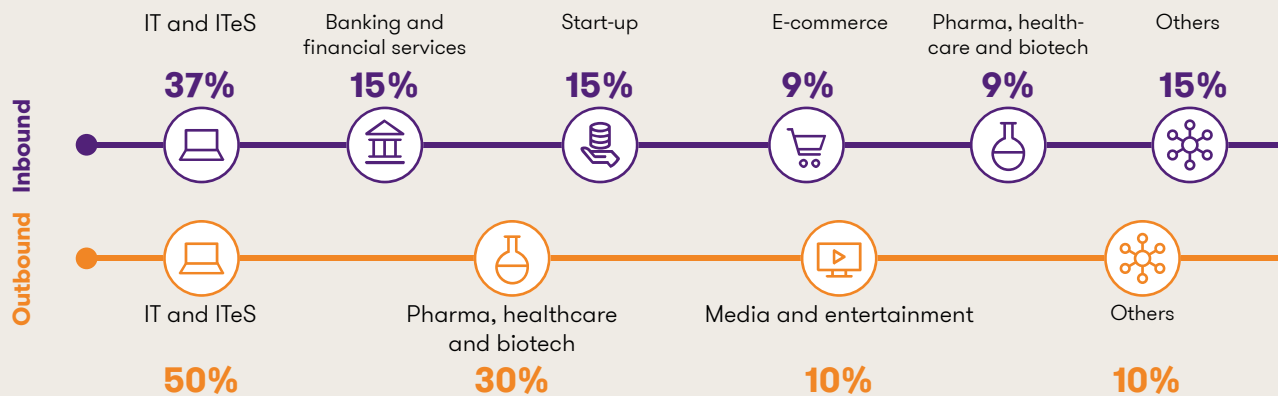 IT and ITeS
Banking and
financial services
Start-up
E-commerce
Pharma, health-
care and biotech
Others
37%
15%
15%
9%
9%
15%
Inbound
Outbound
IT and ITeS
Pharma, healthcare
and biotech
Media and entertainment
Others
50%
30%
10%
10%